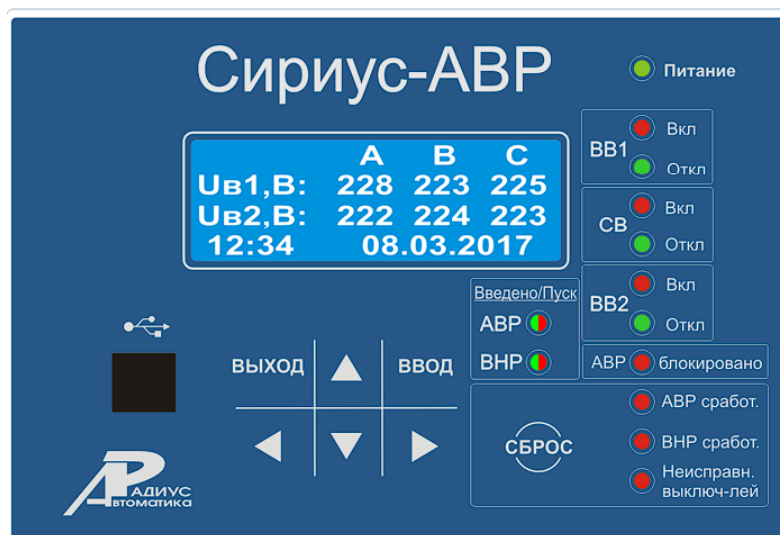 Сириус-АВР
Питание
A B C
Uв1,В: 228 223 225
Uв2,В: 222 224 223
12:34 08.03.2017
ВВ1
Вкл
Откл
СВ
Вкл
Откл
ВВ2
Вкл
Откл
Введено/Пуск
АВР
ВНР
АВР блокировано
ВЫХОД
ВВОД
СБРОС
АВР сработ.
ВНР сработ.
Неисправн.
выключ-лей
РАДИУС
Автоматика